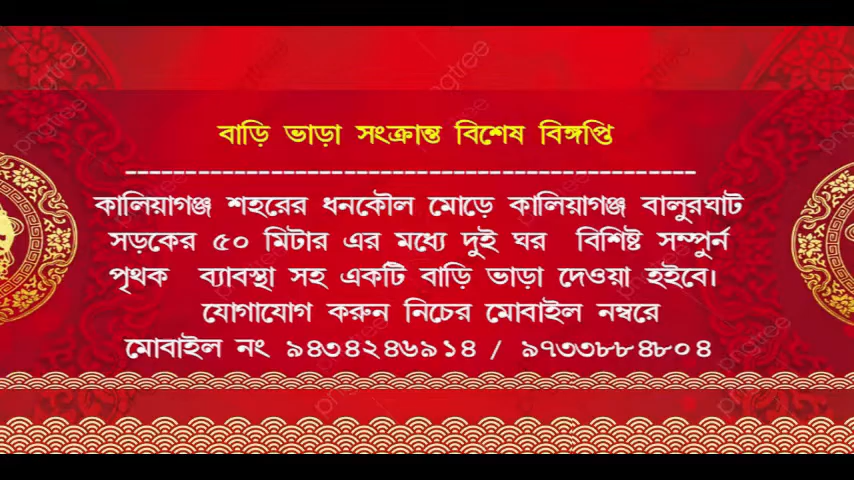 বাড়ি ভাড়া সংক্রান্ত বিশেষ বিঙ্গপ্তি
-----------------------------------------------
কালিয়াগঞ্জ শহরের ধনকৌল মোড়ে কালিয়াগঞ্জ বালুরঘাট
সড়কের ৫০ মিটার এর মধ্যে দুই ঘর বিশিষ্ট সম্পুর্ন
পৃথক ব্যাবস্থা সহ একটি বাড়ি ভাড়া দেওয়া হইবে।
যোগাযোগ করুন নিচের মোবাইল নম্বরে
মোবাইল নং ৯৪৩৪২৪৬৯১৪ / ৯৭৩৩৮৮৪৮০৪